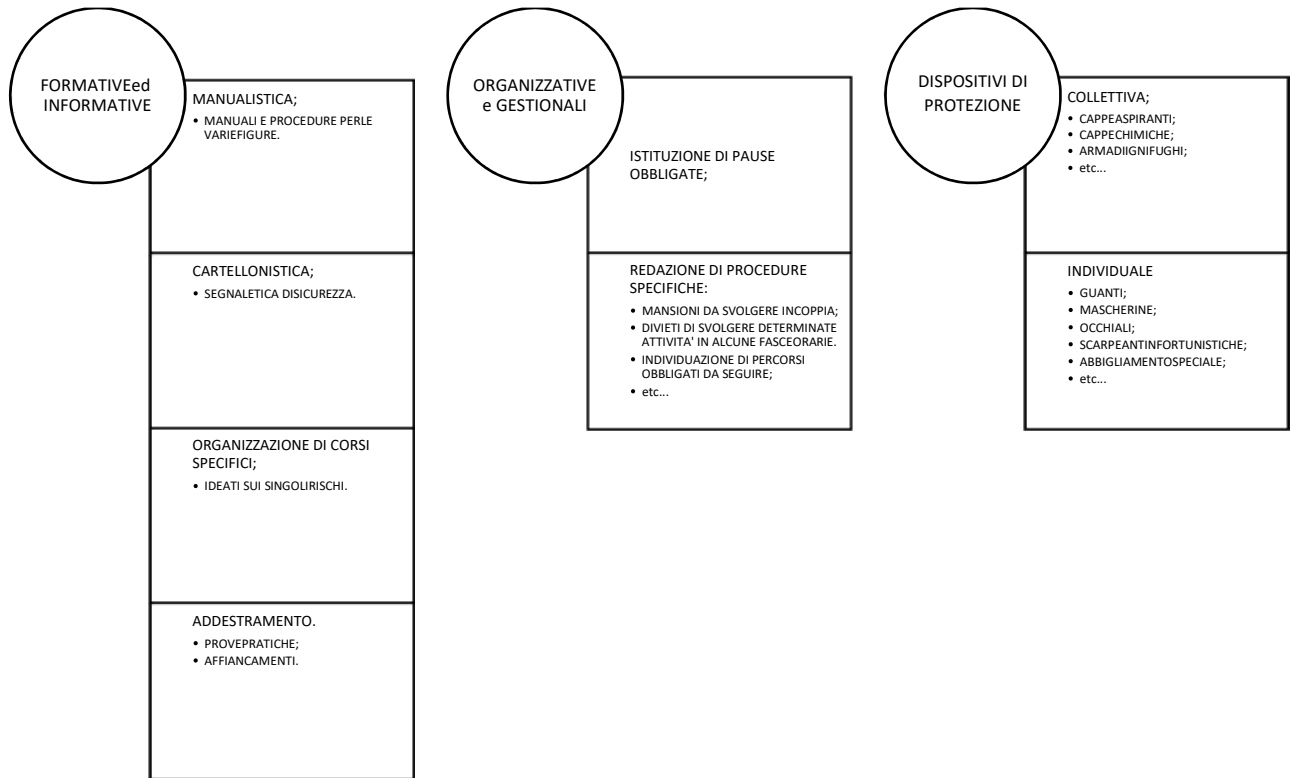 FORMATIVEed
INFORMATIVE
MANUALISTICA;
• MANUALI E PROCEDURE PERLE
VARIEFIGURE.
CARTELLONISTICA;
• SEGNALETICA DISICUREZZA.
ORGANIZZAZIONE DI CORSI
SPECIFICI;
• IDEATI SUI SINGOLIRISCHI.
ADDESTRAMENTO.
• PROVEPRATICHE;
• AFFIANCAMENTI.
ORGANIZZATIVE
e GESTIONALI
ISTITUZIONE DI PAUSE
OBBLIGATE;
REDAZIONE DI PROCEDURE
SPECIFICHE:
• MANSIONI DA SVOLGERE INCOPPIA;
• DIVIETI DI SVOLGERE DETERMINATE
ATTIVITA' IN ALCUNE FASCEORARIE.
• INDIVIDUAZIONE DI PERCORSI
OBBLIGATI DA SEGUIRE;
• etc...
DISPOSITIVI DI
PROTEZIONE
COLLETTIVA;
• CAPPEASPIRANTI;
• CAPPECHIMICHE;
• ARMADIIGNIFUGHI;
• etc...
INDIVIDUALE
• GUANTI;
• MASCHERINE;
• OCCHIALI;
• SCARPEANTINFORTUNISTICHE;
• ABBIGLIAMENTOSPECIALE;
• etc...